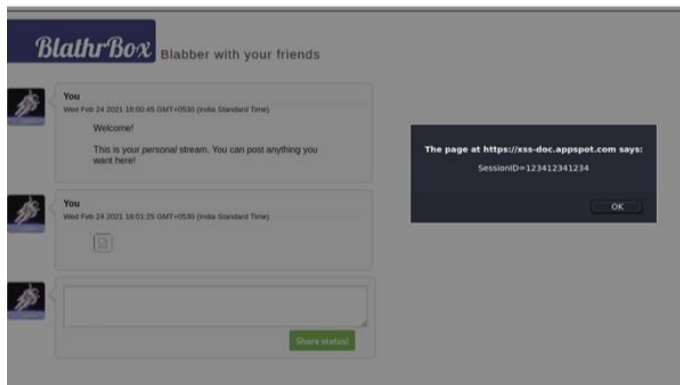 BlathrBox Blabber with your friends
You
Wed Feb 24 2021 18:00:45 GMT+0530 (India Standard Time)
Welcome!
This is your personal stream. You can post anything you
want here!
The page at https://xss-doc.appspot.com says:
SessionID=123412341234
OK
You
Wed Feb 24 2021 18:01:25 GMT+0530 (India Standard Time)
Share status!